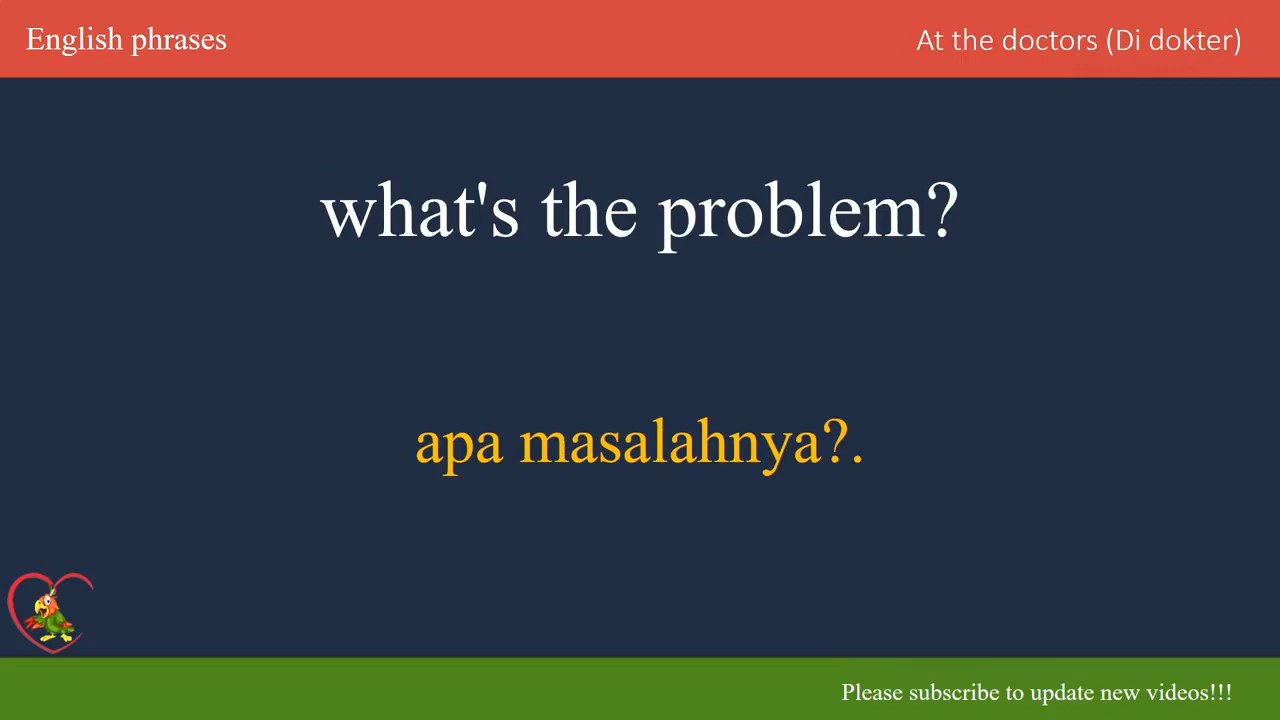 English phrases
At the doctors (Di dokter)
what's the problem?
apa masalahnya?.
Please subscribe to update new videos!!!